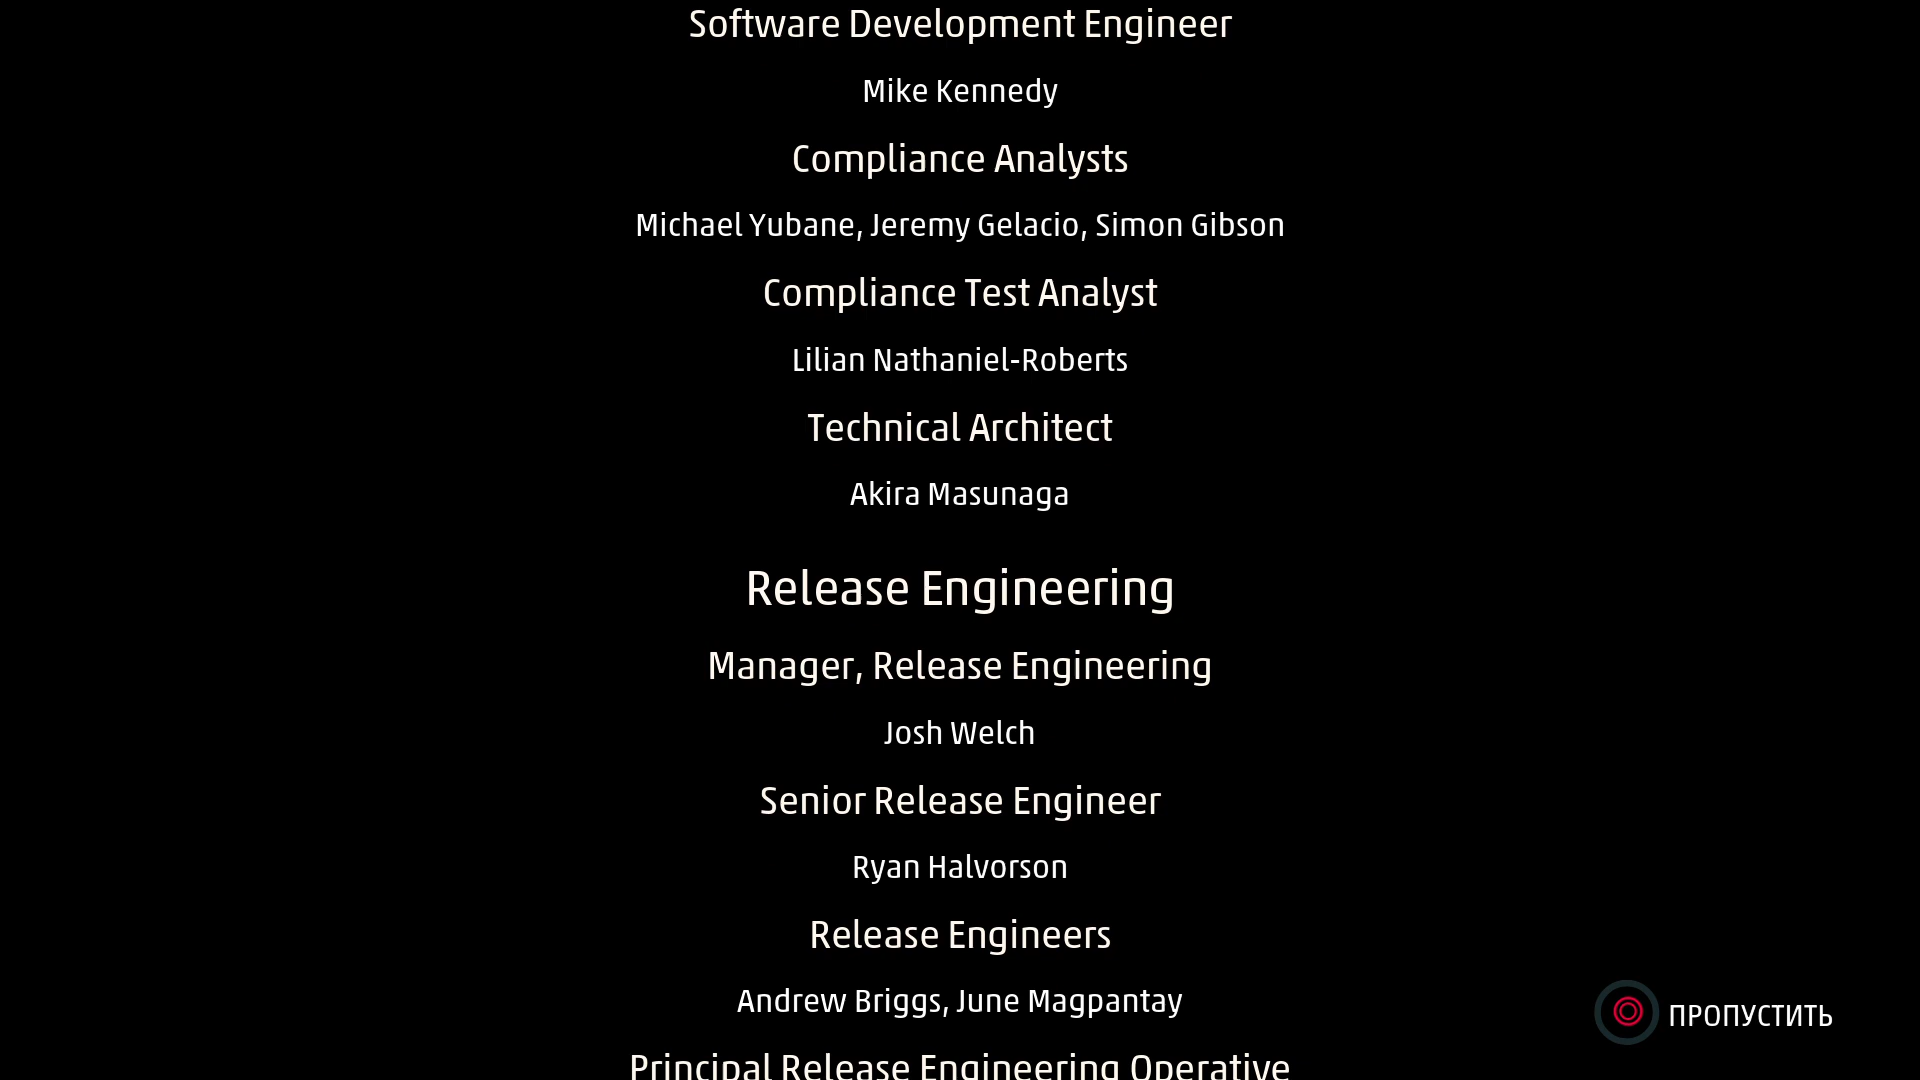 Software Development Engineer
Mike Kennedy
Compliance Analysts
Michael Yubane, Jeremy Gelacio, Simon Gibson
Compliance Test Analyst
Lilian Nathaniel-Roberts
Technical Architect
Akira Masunaga
Release Engineering
Manager, Release Engineering
Josh Welch
Senior Release Engineer
Ryan Halvorson
Release Engineers
Andrew Briggs, June Magpantay
ПРОПУСТИТЬ
Principal Release Engineering Operative